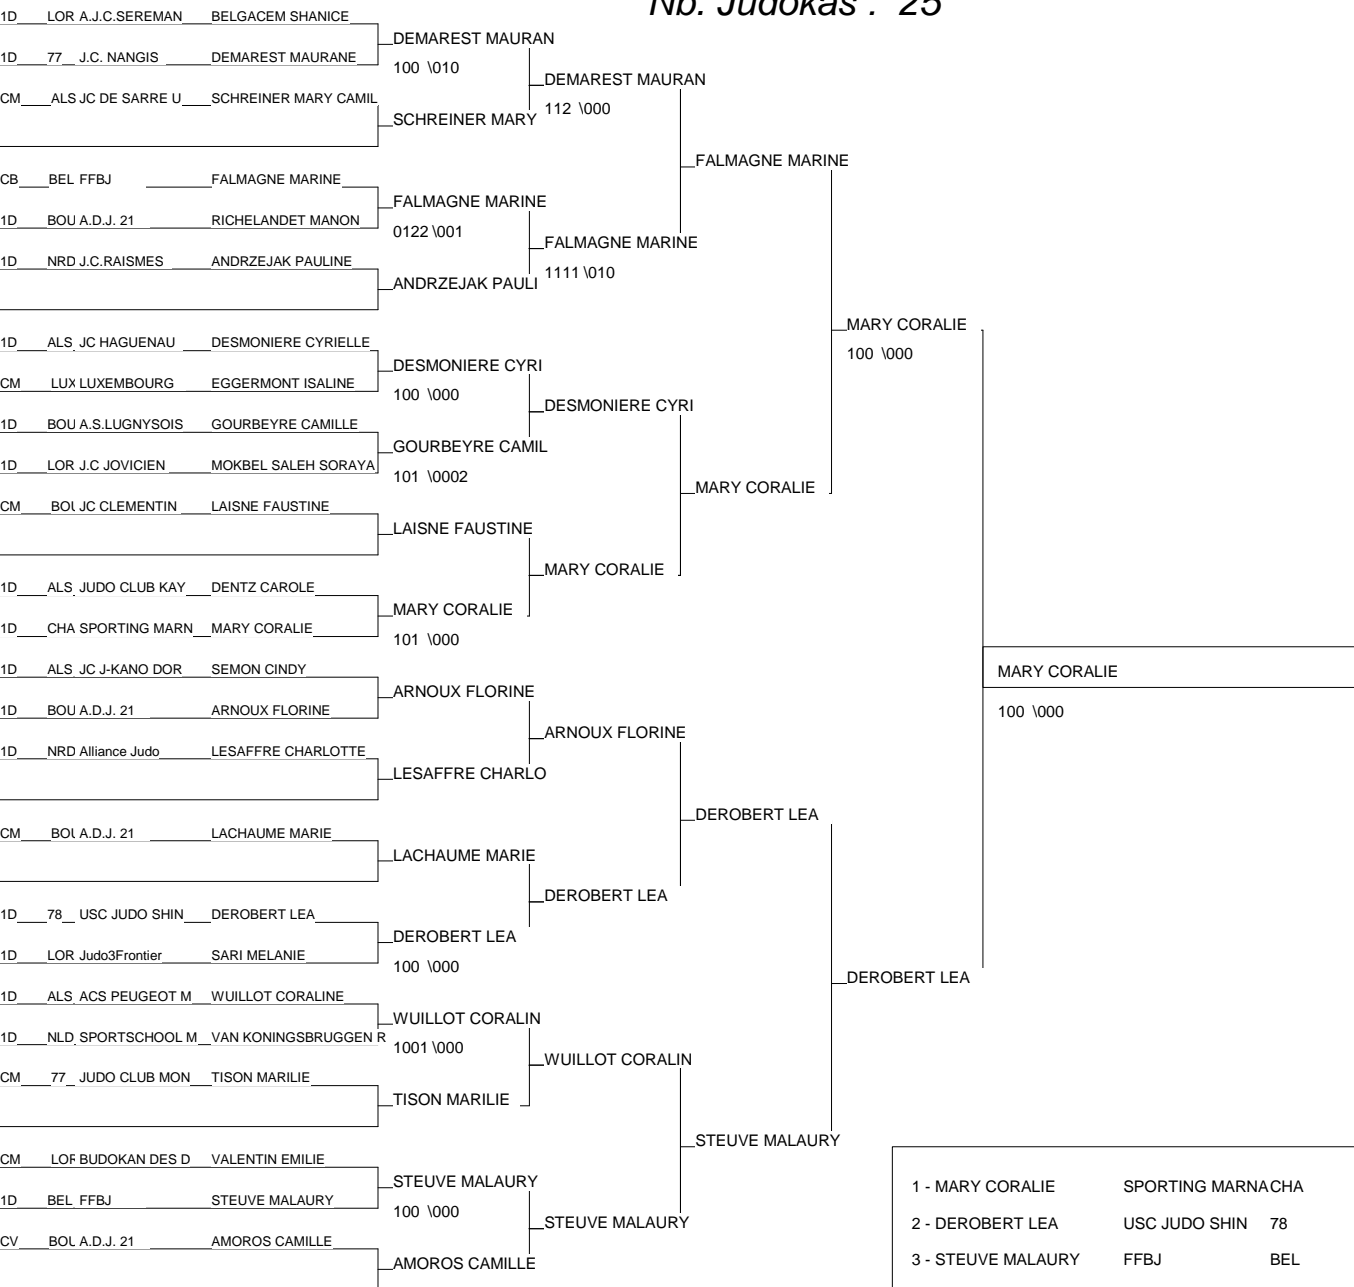 Nb. Judokas : 25
1D LOR A.J.C.SEREMAN BELGACEM SHANICE
DEMAREST MAURAN
1D 77 J.C. NANGIS DEMAREST MAURANE
100 \010
DEMAREST MAURAN
CM ALS JC DE SARRE U SCHREINER MARY CAMIL
112 \000
SCHREINER MARY
FALMAGNE MARINE
CB BEL FFBJ FALMAGNE MARINE
FALMAGNE MARINE
1D BOU A.D.J. 21 RICHELANDET MANON
0122 \001
FALMAGNE MARINE
1D NRD J.C.RAISMES ANDRZEJAK PAULINE
1111 \010
ANDRZEJAK PAULI
MARY CORALIE
1D ALS JC HAGUENAU DESMONIERE CYRIELLE
100 \000
DESMONIERE CYRI
CM LUX LUXEMBOURG EGGERMONT ISALINE
100 \000
DESMONIERE CYRI
1D BOU A.S.LUGNYSOIS GOURBEYRE CAMILLE
GOURBEYRE CAMIL
1D LOR J.C JOVICIEN MOKBEL SALEH SORAYA
101 \0002
MARY CORALIE
CM BOU JC CLEMENTIN LAISNE FAUSTINE
LAISNE FAUSTINE
MARY CORALIE
1D ALS JUDO CLUB KAY DENTZ CAROLE
MARY CORALIE
1D CHA SPORTING MARN MARY CORALIE
101 \000
1D ALS JC J-KANO DOR SEMON CINDY
MARY CORALIE
ARNOUX FLORINE
1D BOU A.D.J. 21 ARNOUX FLORINE
100 \000
ARNOUX FLORINE
1D NRD Alliance Judo LESAFFRE CHARLOTTE
LESAFFRE CHARLO
DEROBERT LEA
CM BOU A.D.J. 21 LACHAUME MARIE
LACHAUME MARIE
DEROBERT LEA
1D 78 USC JUDO SHIN DEROBERT LEA
DEROBERT LEA
1D LOR Judo3Frontier SARI MELANIE
100 \000
DEROBERT LEA
1D ALS ACS PEUGEOT M WUILLOT CORALINE
WUILLOT CORALIN
1D NLD SPORTSCHOOL M VAN KONINGSBRUGGEN R
1001 \000
WUILLOT CORALIN
CM 77 JUDO CLUB MON TISON MARILIE
TISON MARILIE
STEUVE MALAURY
CM LOR BUDOKAN DES D VALENTIN EMILIE
STEUVE MALAURY
1D BEL FFBJ STEUVE MALAURY
100 \000
STEUVE MALAURY
CV BOU A.D.J. 21 AMOROS CAMILLE
AMOROS CAMILLE
1 - MARY CORALIE SPORTING MARNA CHA
2 - DEROBERT LEA USC JUDO SHIN 78
3 - STEUVE MALAURY FFBJ BEL